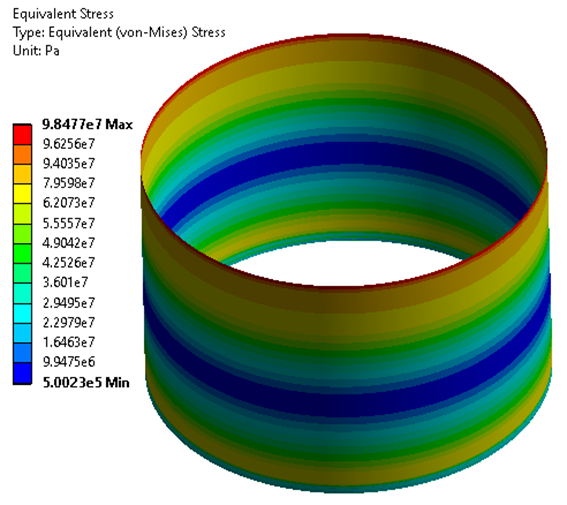 Equivalent Stress
Type: Equivalent (von-Mises) Stress
Unit: Pa
9.8477e7 Max
9.6256e7
9.4035e7
7.9598e7
6.2073e7
5.5557e7
4.9042e7
4.2526e7
3.601e7
2.9495e7
2.2979e7
1.6463e7
9.9475e6
5.0023e5 Min